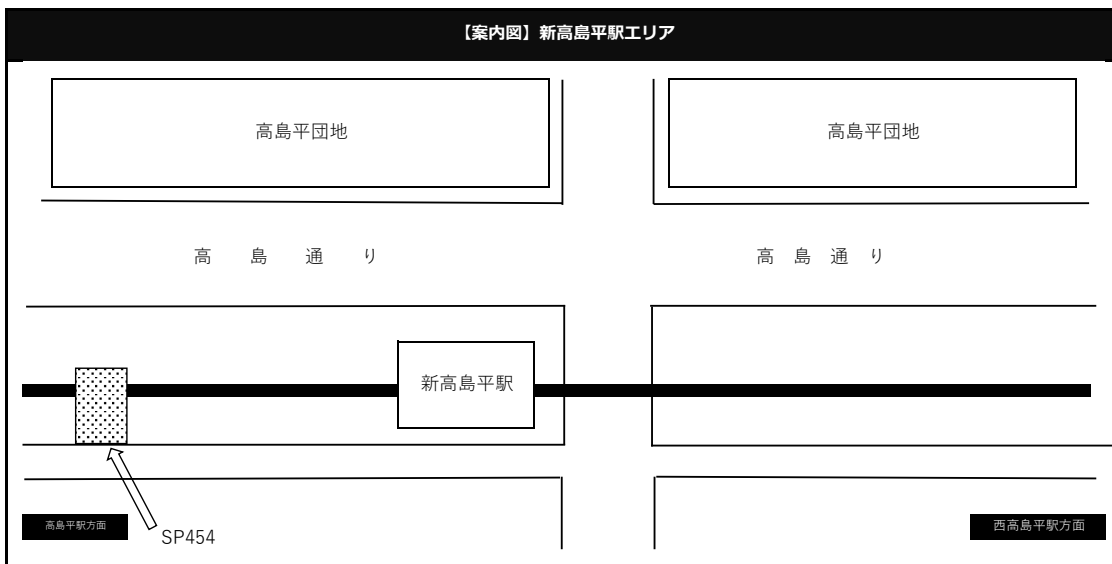 【案内図】新高島平駅エリア
高島平団地
高島平団地
高島通り
高島通り
新高島平駅
高島平駅方面
SP454
西高島平駅方面